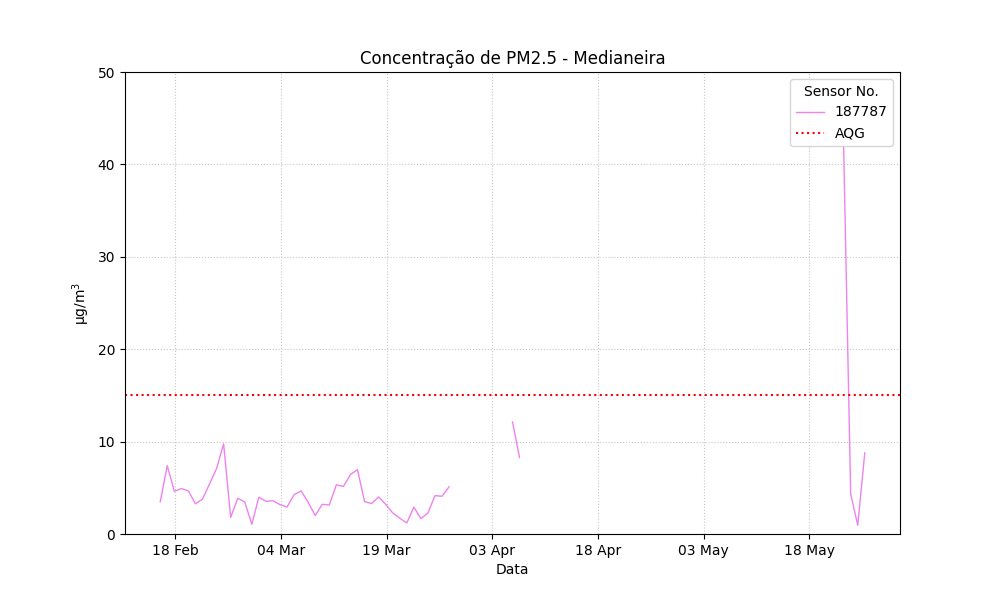 Concentração de PM2.5 - Medianeira
Sensor No.
187787
AQG
50
40
30
20
10
0
µg/m³
18 Feb
04 Mar
19 Mar
03 Apr
18 Apr
03 May
18 May
Data